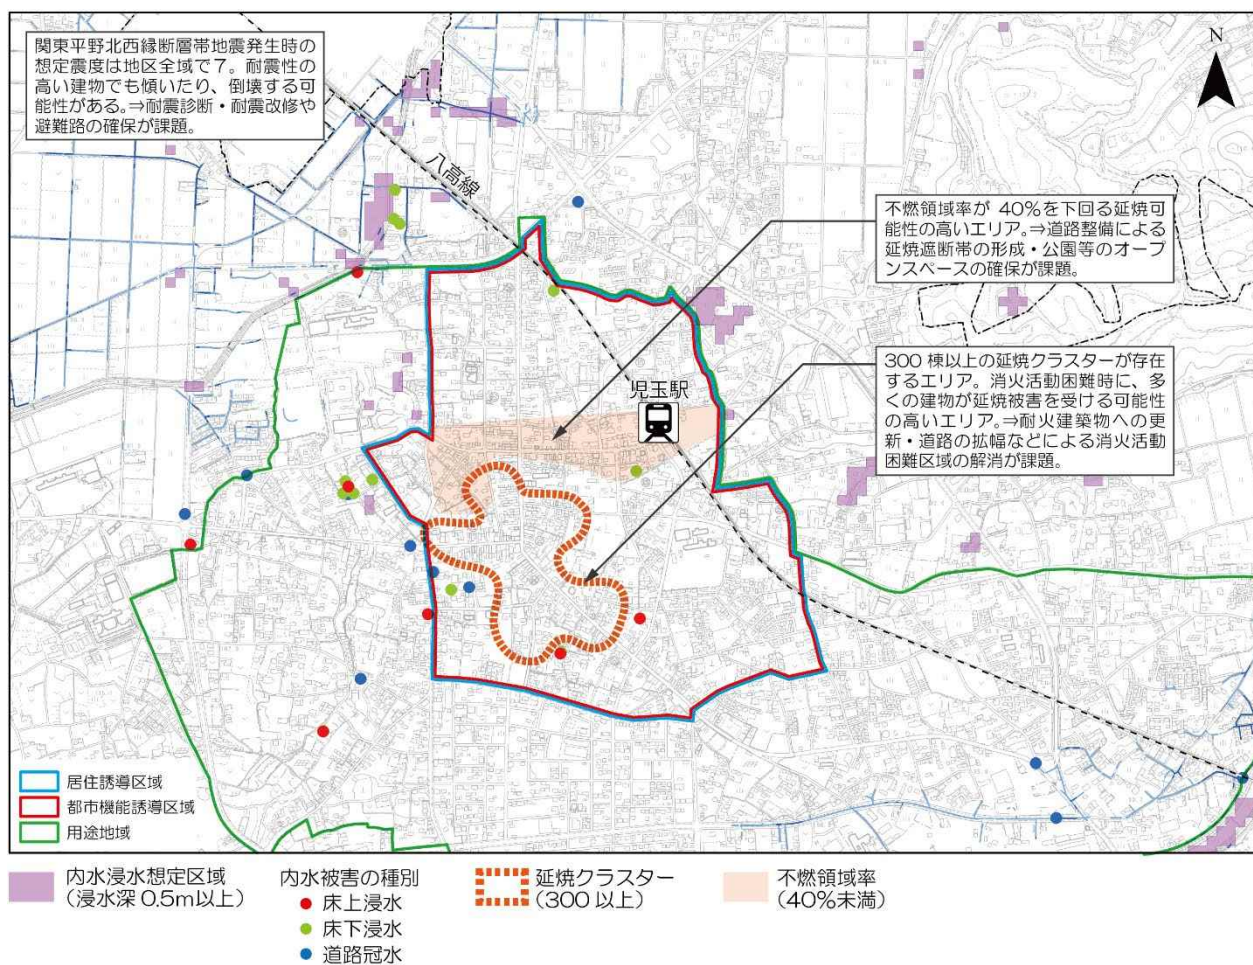 関東平野北西縁断層帯地震発生時の
想定震度は地区全域で7。耐震性の
高い建物でも傾いたり、倒壊する可
能性がある。⇒耐震診断・耐震改修や
避難路の確保が課題。
N
八高線
不燃領域率が 40%を下回る延焼可
能性の高いエリア。⇒道路整備による
延焼遮断帯の形成・公園等のオープ
ンスペースの確保が課題。
300 棟以上の延焼クラスターが存在
するエリア。消火活動困難時に、多
くの建物が延焼被害を受ける可能性
の高いエリア。⇒耐火建築物への更
新・道路の拡幅などによる消火活動
困難区域の解消が課題。
児玉駅
居住誘導区域
都市機能誘導区域
用途地域
内水浸水想定区域
(浸水深 0.5m以上)
内水被害の種別
床上浸水
床下浸水
道路冠水
延焼クラスター
(300 以上)
不燃領域率
(40%未満)